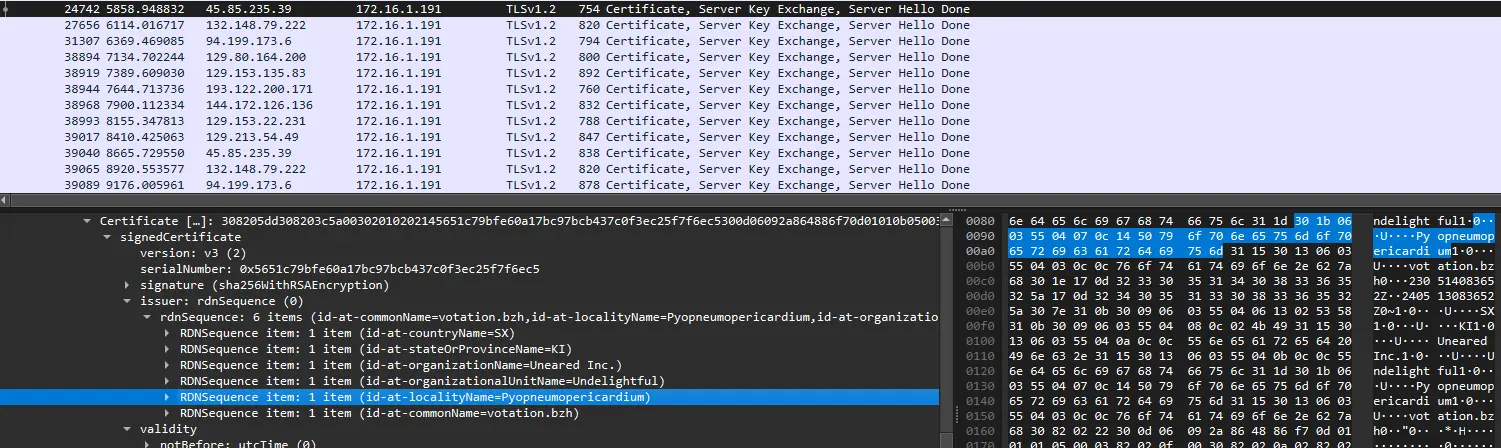 24742 5858.948832 45.85.235.39 172.16.1.191 TLSv1.2 754 Certificate, Server Key Exchange, Server Hello Done
27656 6114.016717 132.148.79.222 172.16.1.191 TLSv1.2 820 Certificate, Server Key Exchange, Server Hello Done
31307 6369.469085 94.199.173.6 172.16.1.191 TLSv1.2 794 Certificate, Server Key Exchange, Server Hello Done
38894 7134.702244 129.80.164.200 172.16.1.191 TLSv1.2 800 Certificate, Server Key Exchange, Server Hello Done
38919 7389.609030 129.153.135.83 172.16.1.191 TLSv1.2 892 Certificate, Server Key Exchange, Server Hello Done
38944 7644.713736 193.122.200.171 172.16.1.191 TLSv1.2 760 Certificate, Server Key Exchange, Server Hello Done
38968 7900.112334 144.172.126.136 172.16.1.191 TLSv1.2 832 Certificate, Server Key Exchange, Server Hello Done
38993 8155.347813 129.153.22.231 172.16.1.191 TLSv1.2 788 Certificate, Server Key Exchange, Server Hello Done
39017 8410.425063 129.213.54.49 172.16.1.191 TLSv1.2 847 Certificate, Server Key Exchange, Server Hello Done
39040 8665.729550 45.85.235.39 172.16.1.191 TLSv1.2 838 Certificate, Server Key Exchange, Server Hello Done
39065 8920.553577 132.148.79.222 172.16.1.191 TLSv1.2 820 Certificate, Server Key Exchange, Server Hello Done
39089 9176.005961 94.199.173.6 172.16.1.191 TLSv1.2 878 Certificate, Server Key Exchange, Server Hello Done
Certificate […]: 308205dd308203c5a00302010202145651c79bfe60a17bc97bcb437c0f3ec25f7f6ec5300d06092a864886f70d01010b05003
signedCertificate
version: v3 (2)
serialNumber: 0x5651c79bfe60a17bc97bcb437c0f3ec25f7f6ec5
signature (sha256WithRSAEncryption)
issuer: rdnSequence (0)
rdnSequence: 6 items (id-at-commonName=votation.bzh,id-at-localityName=Pyopneumopericardium,id-at-organizatio
RDNSequence item: 1 item (id-at-countryName=SX)
RDNSequence item: 1 item (id-at-stateOrProvinceName=KI)
RDNSequence item: 1 item (id-at-organizationName=Uneared Inc.)
RDNSequence item: 1 item (id-at-organizationalUnitName=Undelightful)
RDNSequence item: 1 item (id-at-localityName=Pyopneumopericardium)
RDNSequence item: 1 item (id-at-commonName=votation.bzh)
validity
notBefore: utcTime (0)
0080 6e 64 65 6c 69 67 68 74 66 75 6c 31 1d 30 1b 06 ndelightful1·0··
0090 03 55 04 07 0c 14 50 79 6f 70 6e 65 75 6d 6f 70 ·U····Pyopneumop
00a0 65 72 69 63 61 72 64 69 75 6d 31 15 30 13 06 03 ericardium1·0···
00b0 55 04 03 0c 0c 76 6f 74 61 74 69 6f 6e 2e 62 7a U····votation.bz
00c0 68 30 1e 17 0d 32 33 30 35 31 34 30 38 33 36 35 h0···23051408365
00d0 32 5a 17 0d 32 34 30 35 31 33 30 38 33 36 35 32 2Z··240513083652
00e0 5a 30 7e 31 0b 30 09 06 03 55 04 06 13 02 53 58 Z0~1·0···U····SX
00f0 31 0b 30 09 06 03 55 04 08 0c 02 4b 49 31 15 30 1·0···U····KI1·0
0100 13 06 03 55 04 0a 0c 0c 55 6e 65 61 72 65 64 20 ···U····Uneared
0110 49 6e 63 2e 31 15 30 13 06 03 55 04 0b 0c 0c 55 Inc.1·0···U····U
0120 6e 64 65 6c 69 67 68 74 66 75 6c 31 1d 30 1b 06 ndelightful1·0··
0130 03 55 04 07 0c 14 50 79 6f 70 6e 65 75 6d 6f 70 ·U····Pyopneumop
0140 65 72 69 63 61 72 64 69 75 6d 31 15 30 13 06 03 ericardium1·0···
0150 55 04 03 0c 0c 76 6f 74 61 74 69 6f 6e 2e 62 7a U····votation.bz
0160 68 30 82 02 22 30 0d 06 09 2a 86 48 86 f7 0d 01 h0··"0···*·H····
0170 01 01 05 00 03 82 02 0f 00 30 82 02 0a 02 82 02